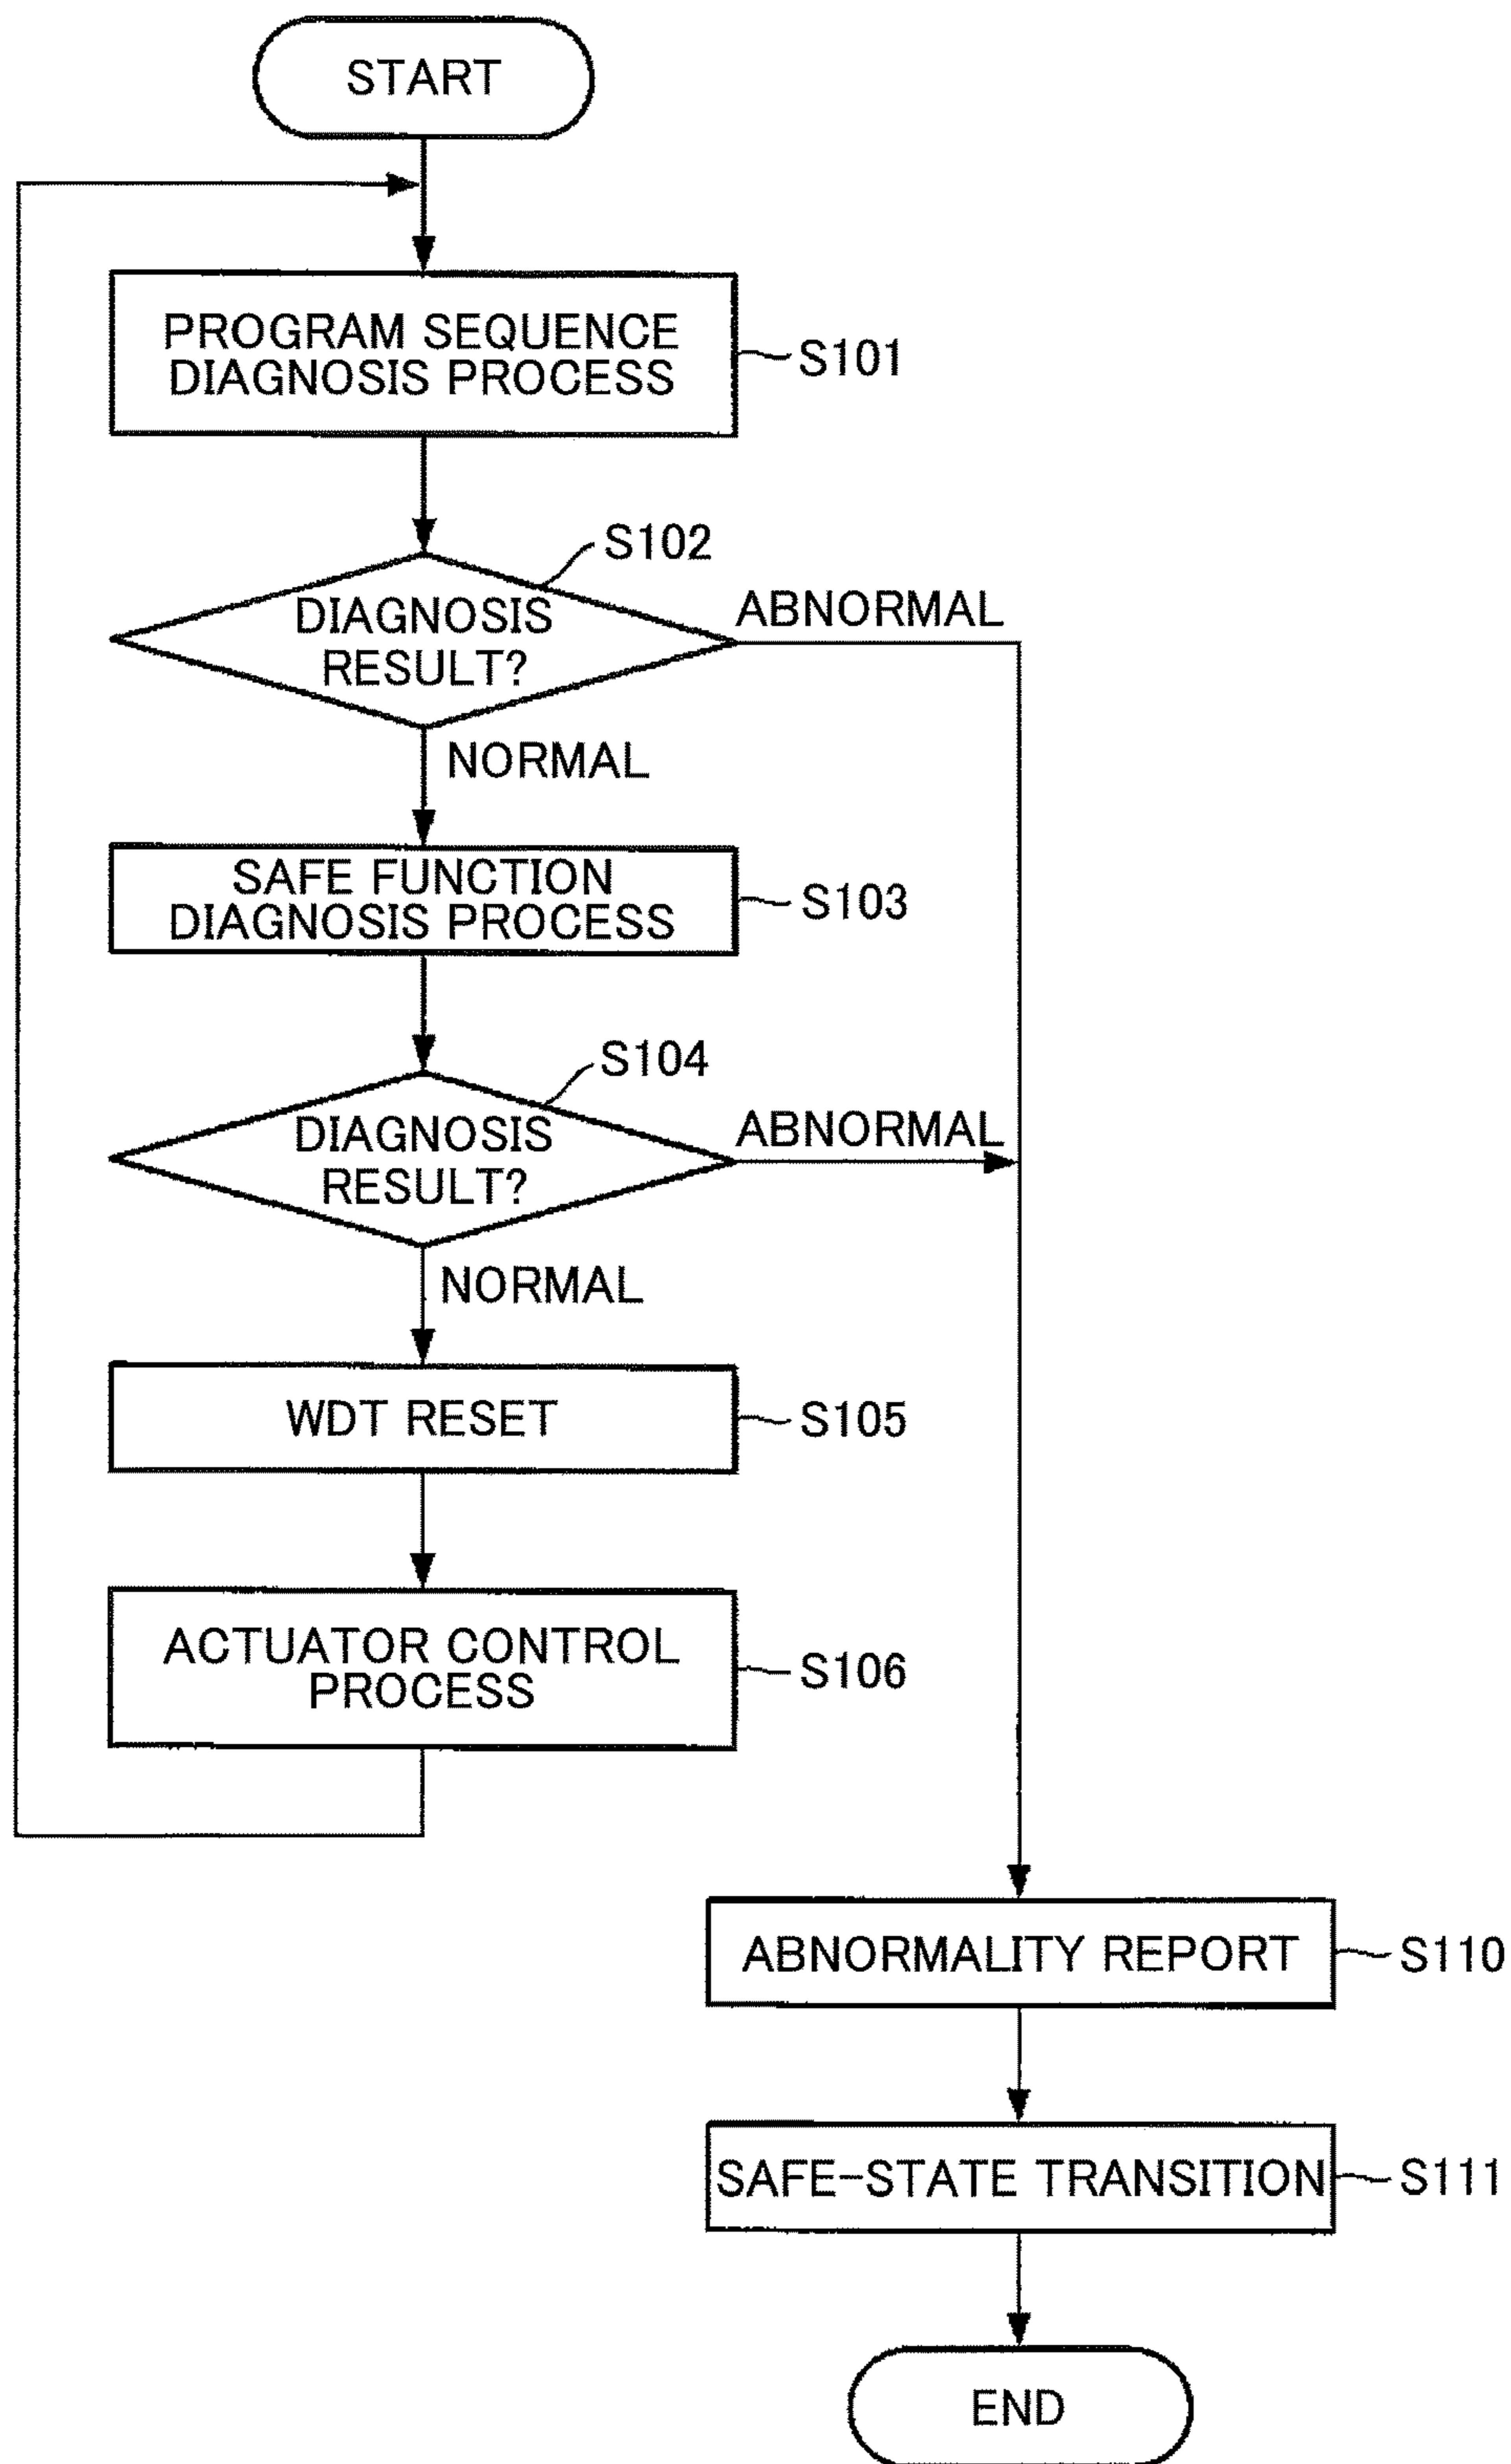 START
PROGRAM SEQUENCE
DIAGNOSIS PROCESS
S101
S102
DIAGNOSIS
RESULT?
ABNORMAL
NORMAL
SAFE FUNCTION
DIAGNOSIS PROCESS
S103
S104
DIAGNOSIS
RESULT?
ABNORMAL
NORMAL
WDT RESET
S105
ACTUATOR CONTROL
PROCESS
S106
ABNORMALITY REPORT
S110
SAFE-STATE TRANSITION
S111
END